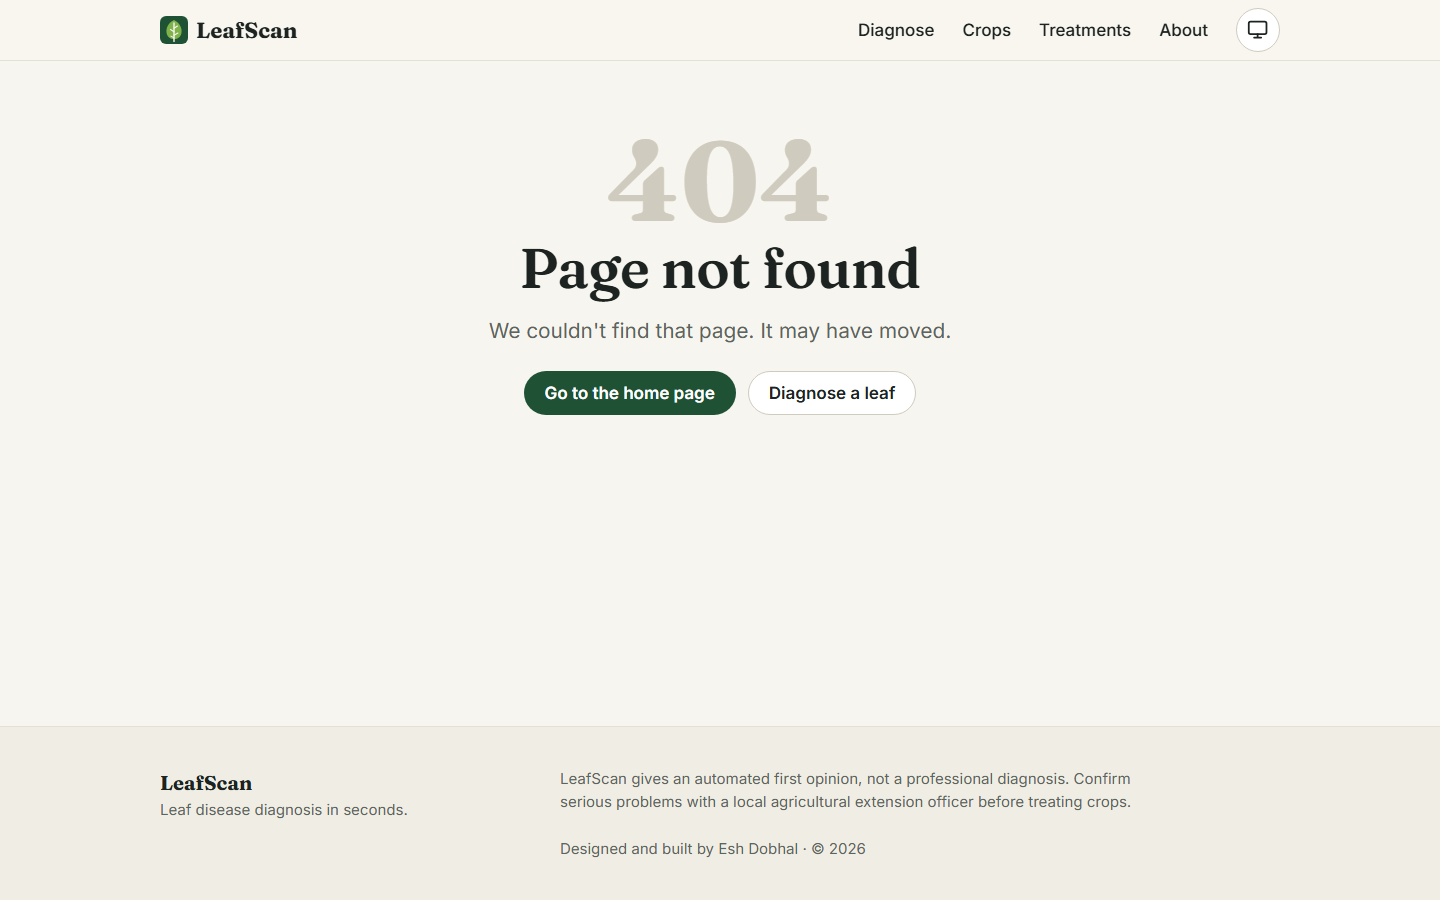 LeafScan
Diagnose
Crops
Treatments
About
404
Page not found
We couldn't find that page. It may have moved.
Go to the home page
Diagnose a leaf
LeafScan
Leaf disease diagnosis in seconds.
LeafScan gives an automated first opinion, not a professional diagnosis. Confirm
serious problems with a local agricultural extension officer before treating crops.
Designed and built by Esh Dobhal · © 2026